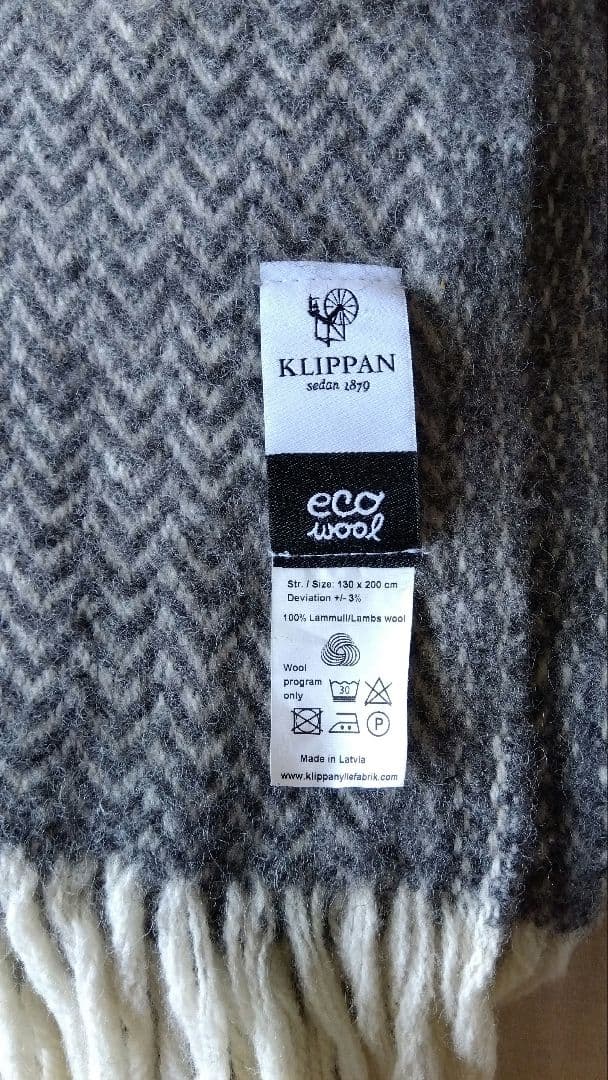 KLIPPAN
sedan 1879
eco
wool
Str. / Size: 130 x 200 cm
Deviation +/- 3%
100% Lammull/Lambs wool
Wool
program
only
30
P
Made in Latvia
www.klippanyllefabrik.com